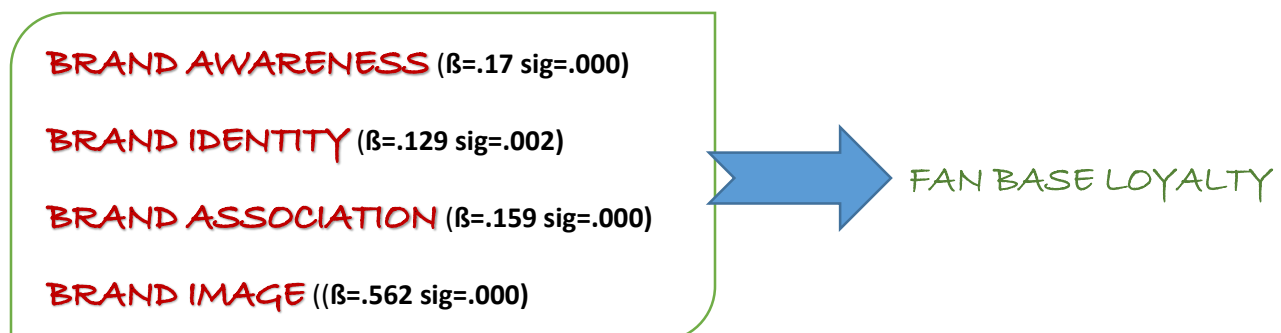 BRAND AWARENESS (ß=.17 sig=.000)
BRAND IDENTITY (ß=.129 sig=.002)
BRAND ASSOCIATION (ß=.159 sig=.000)
BRAND IMAGE ((ß=.562 sig=.000)
FAN BASE LOYALTY